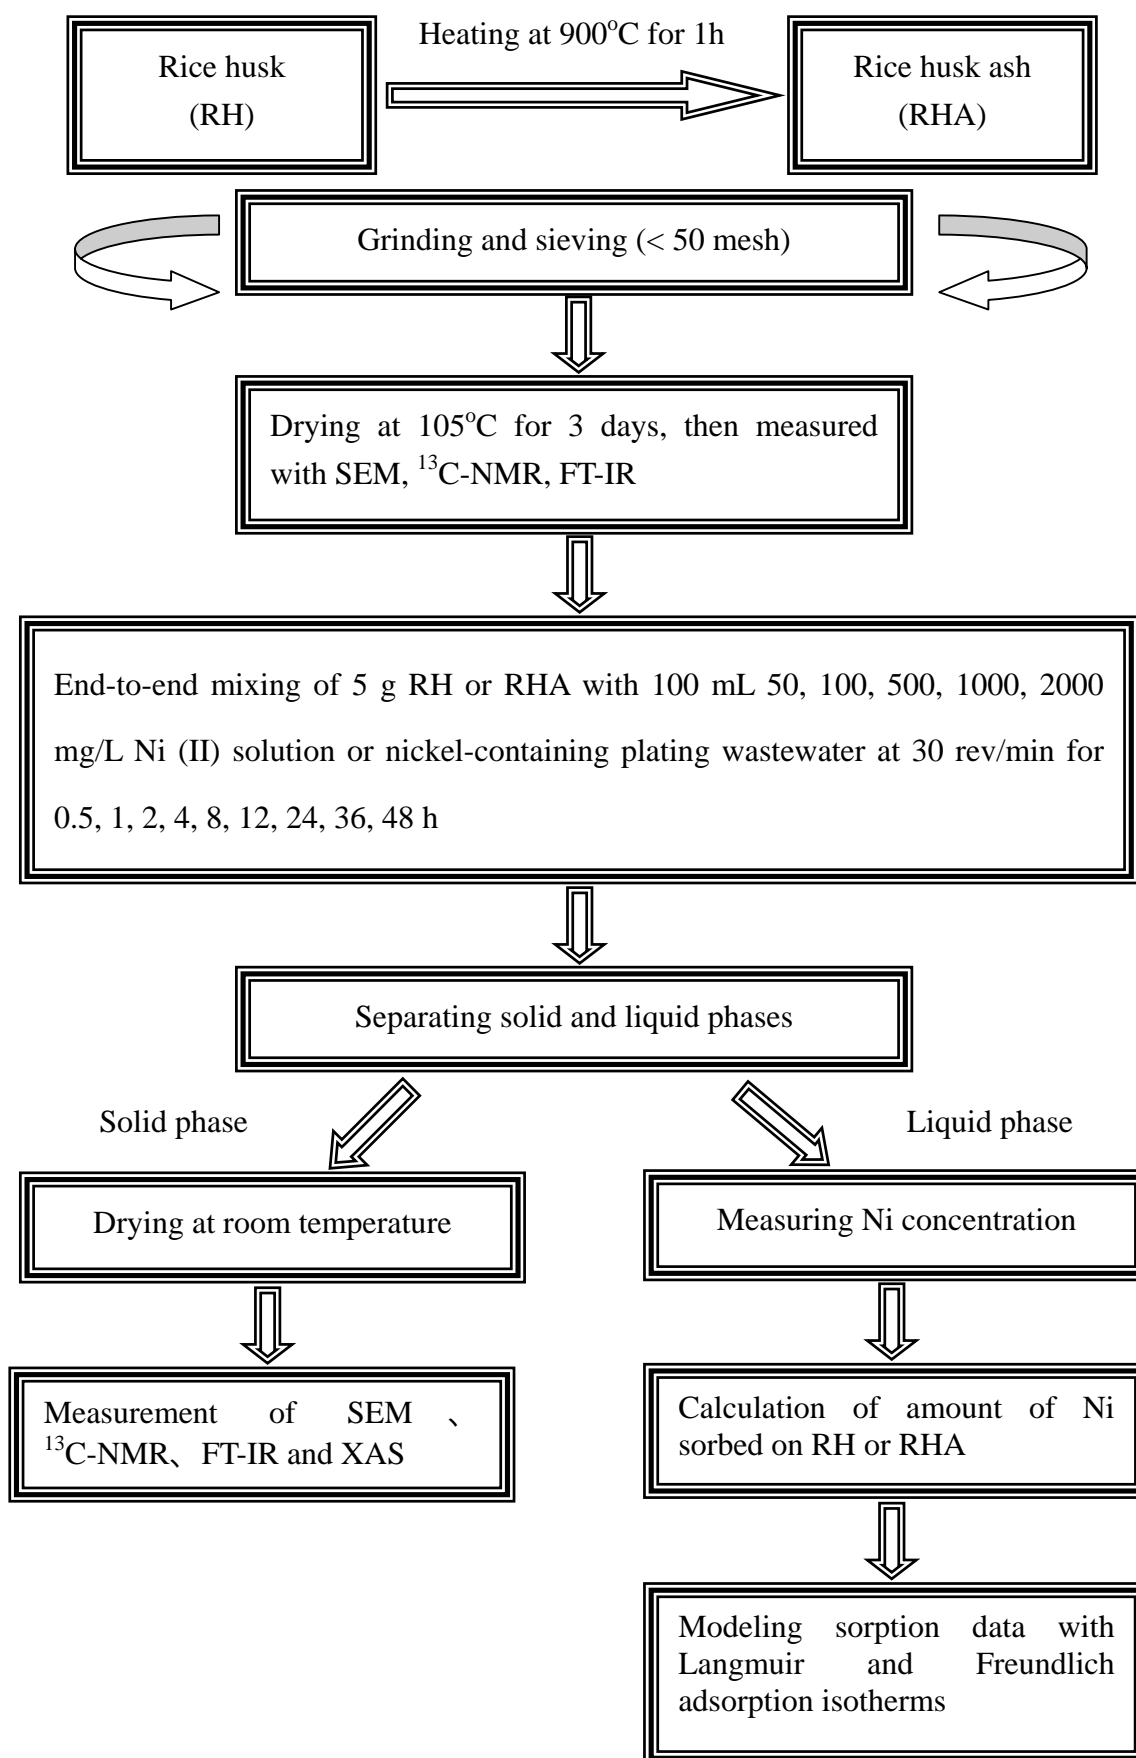 Heating at 900°C for 1h
Rice husk
(RH)
Rice husk ash
(RHA)
Grinding and sieving (< 50 mesh)
Drying at 105°C for 3 days, then measured
with SEM, ¹³C-NMR, FT-IR
End-to-end mixing of 5 g RH or RHA with 100 mL 50, 100, 500, 1000, 2000
mg/L Ni (II) solution or nickel-containing plating wastewater at 30 rev/min for
0.5, 1, 2, 4, 8, 12, 24, 36, 48 h
Separating solid and liquid phases
Solid phase
Liquid phase
Drying at room temperature
Measuring Ni concentration
Measurement of SEM 、
¹³C-NMR、FT-IR and XAS
Calculation of amount of Ni
sorbed on RH or RHA
Modeling sorption data with
Langmuir and Freundlich
adsorption isotherms